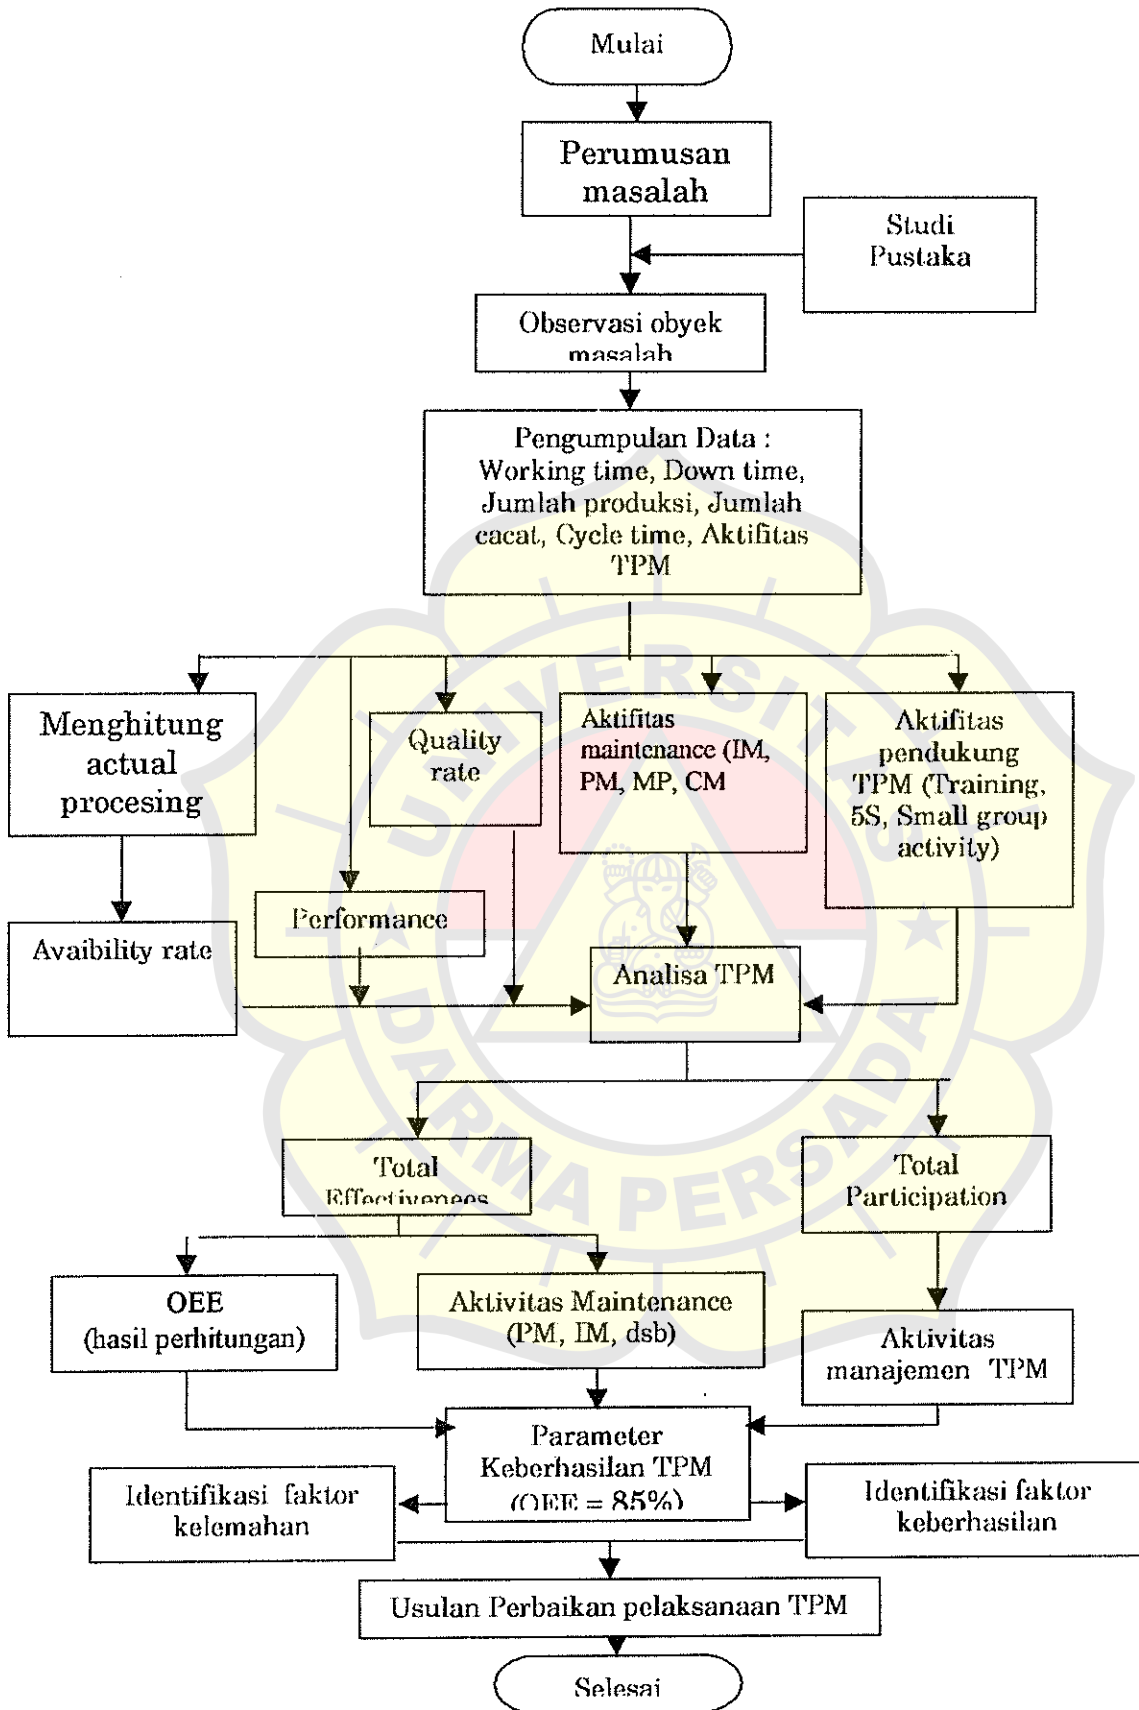 Mulai
Perumusan
masalah
Studi
Pustaka
Observasi obyek
masalah
Pengumpulan Data :
Working time, Down time,
Jumlah produksi, Jumlah
cacat, Cycle time, Aktifitas
TPM
Menghitung
actual
procesing
Quality
rate
Aktifitas
maintenance (IM,
PM, MP, CM
Aktifitas
pendukung
TPM (Training,
5S, Small group
activity)
Performance
Avaibility rate
Analisa TPM
Total
Effectivenees
Total
Participation
OEE
(hasil perhitungan)
Aktivitas Maintenance
(PM, IM, dsb)
Aktivitas
manajemen TPM
Parameter
Keberhasilan TPM
(OEE = 85%)
Identifikasi faktor
kelemahan
Identifikasi faktor
keberhasilan
Usulan Perbaikan pelaksanaan TPM
Selesai
UNIVERSITAS
DARMA PERSADA